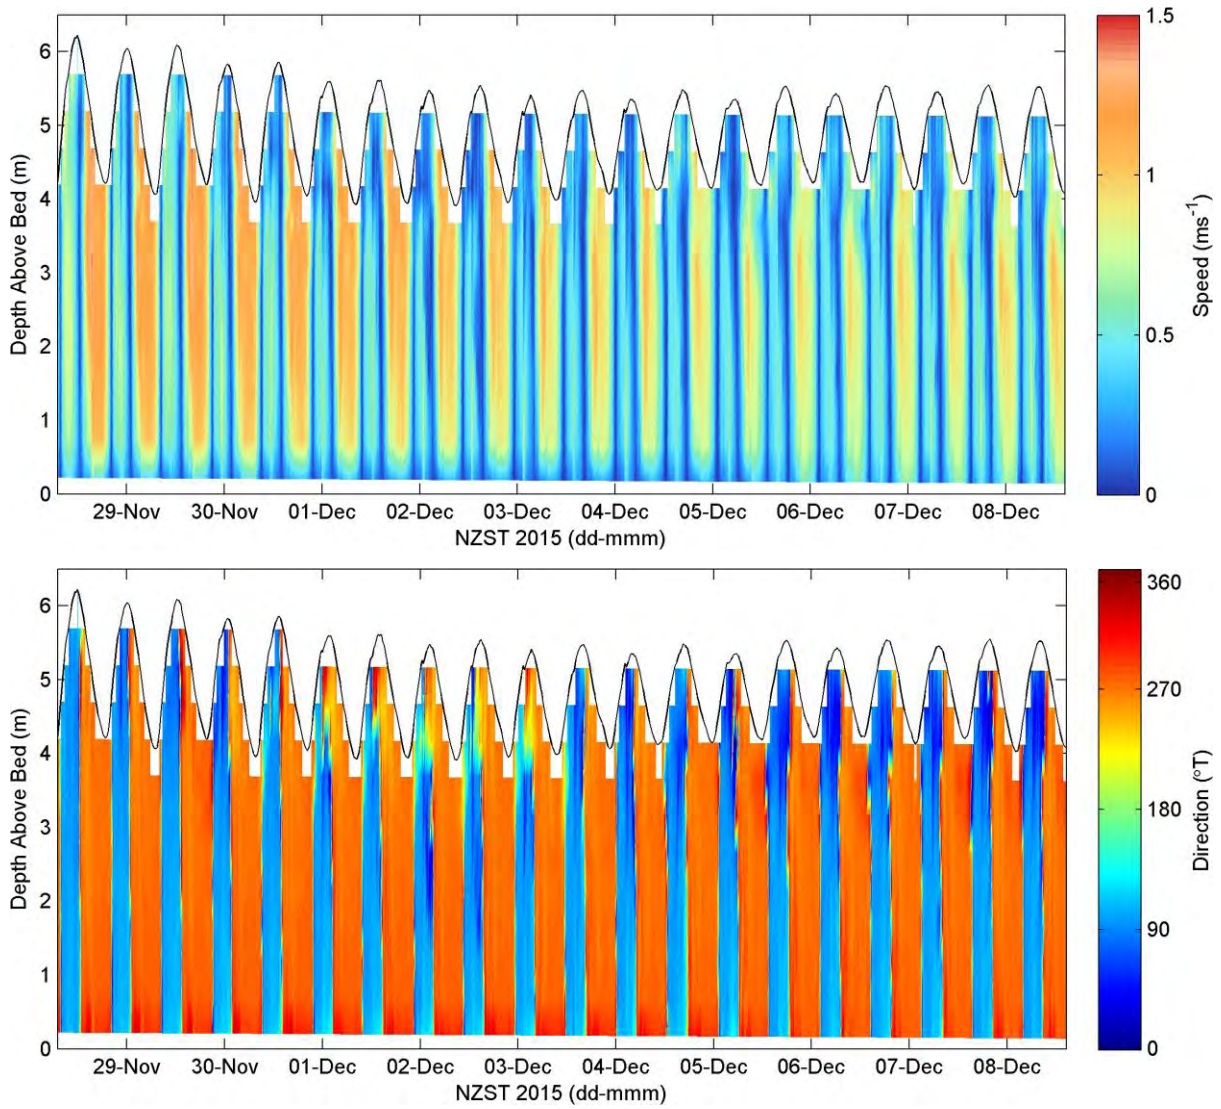 6
5
4
3
2
1
0
Depth Above Bed (m)
29-Nov 30-Nov 01-Dec 02-Dec 03-Dec 04-Dec 05-Dec 06-Dec 07-Dec 08-Dec
NZST 2015 (dd-mmm)
1.5
1
0.5
0
Speed (ms⁻¹)
6
5
4
3
2
1
0
Depth Above Bed (m)
29-Nov 30-Nov 01-Dec 02-Dec 03-Dec 04-Dec 05-Dec 06-Dec 07-Dec 08-Dec
NZST 2015 (dd-mmm)
360
270
180
90
0
Direction (°T)